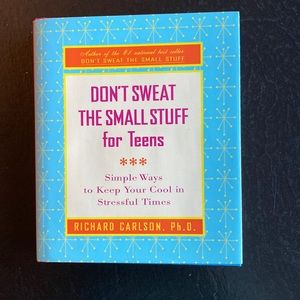 Author of the #1 national best seller
DON'T SWEAT THE SMALL STUFF
DON'T SWEAT
THE SMALL STUFF
for Teens
***
Simple Ways
to Keep Your Cool in
Stressful Times
RICHARD CARLSON, Ph.D.